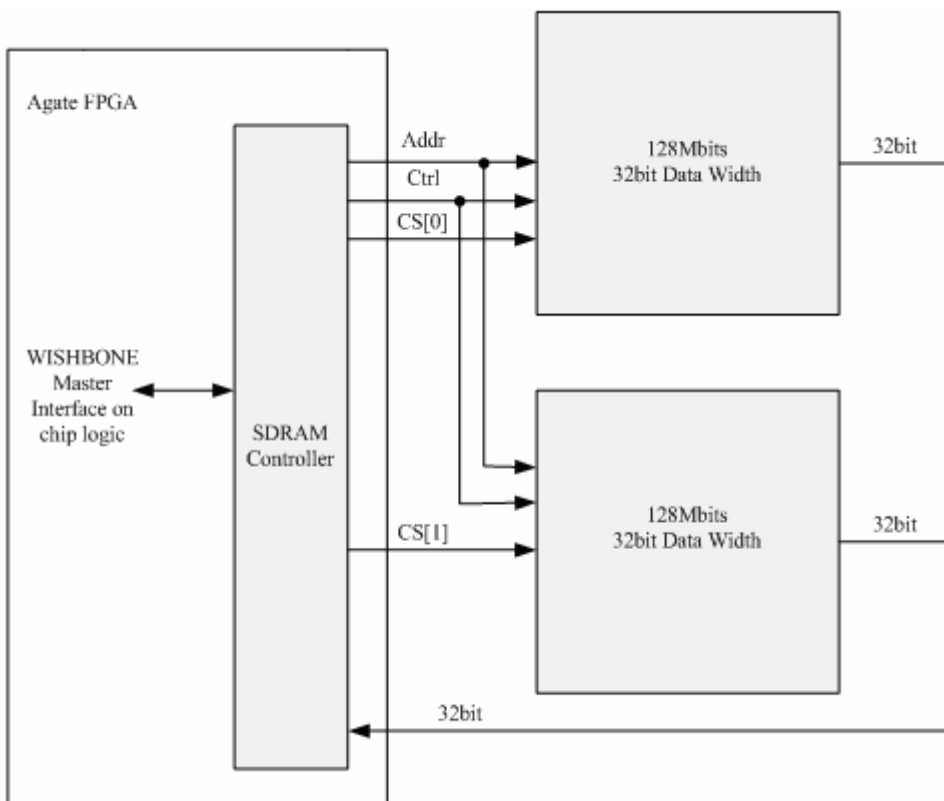 Agate FPGA
Addr
Ctrl
CS[0]
128Mbits
32bit Data Width
32bit
WISHBONE
Master
Interface on
chip logic
SDRAM
Controller
CS[1]
128Mbits
32bit Data Width
32bit
32bit